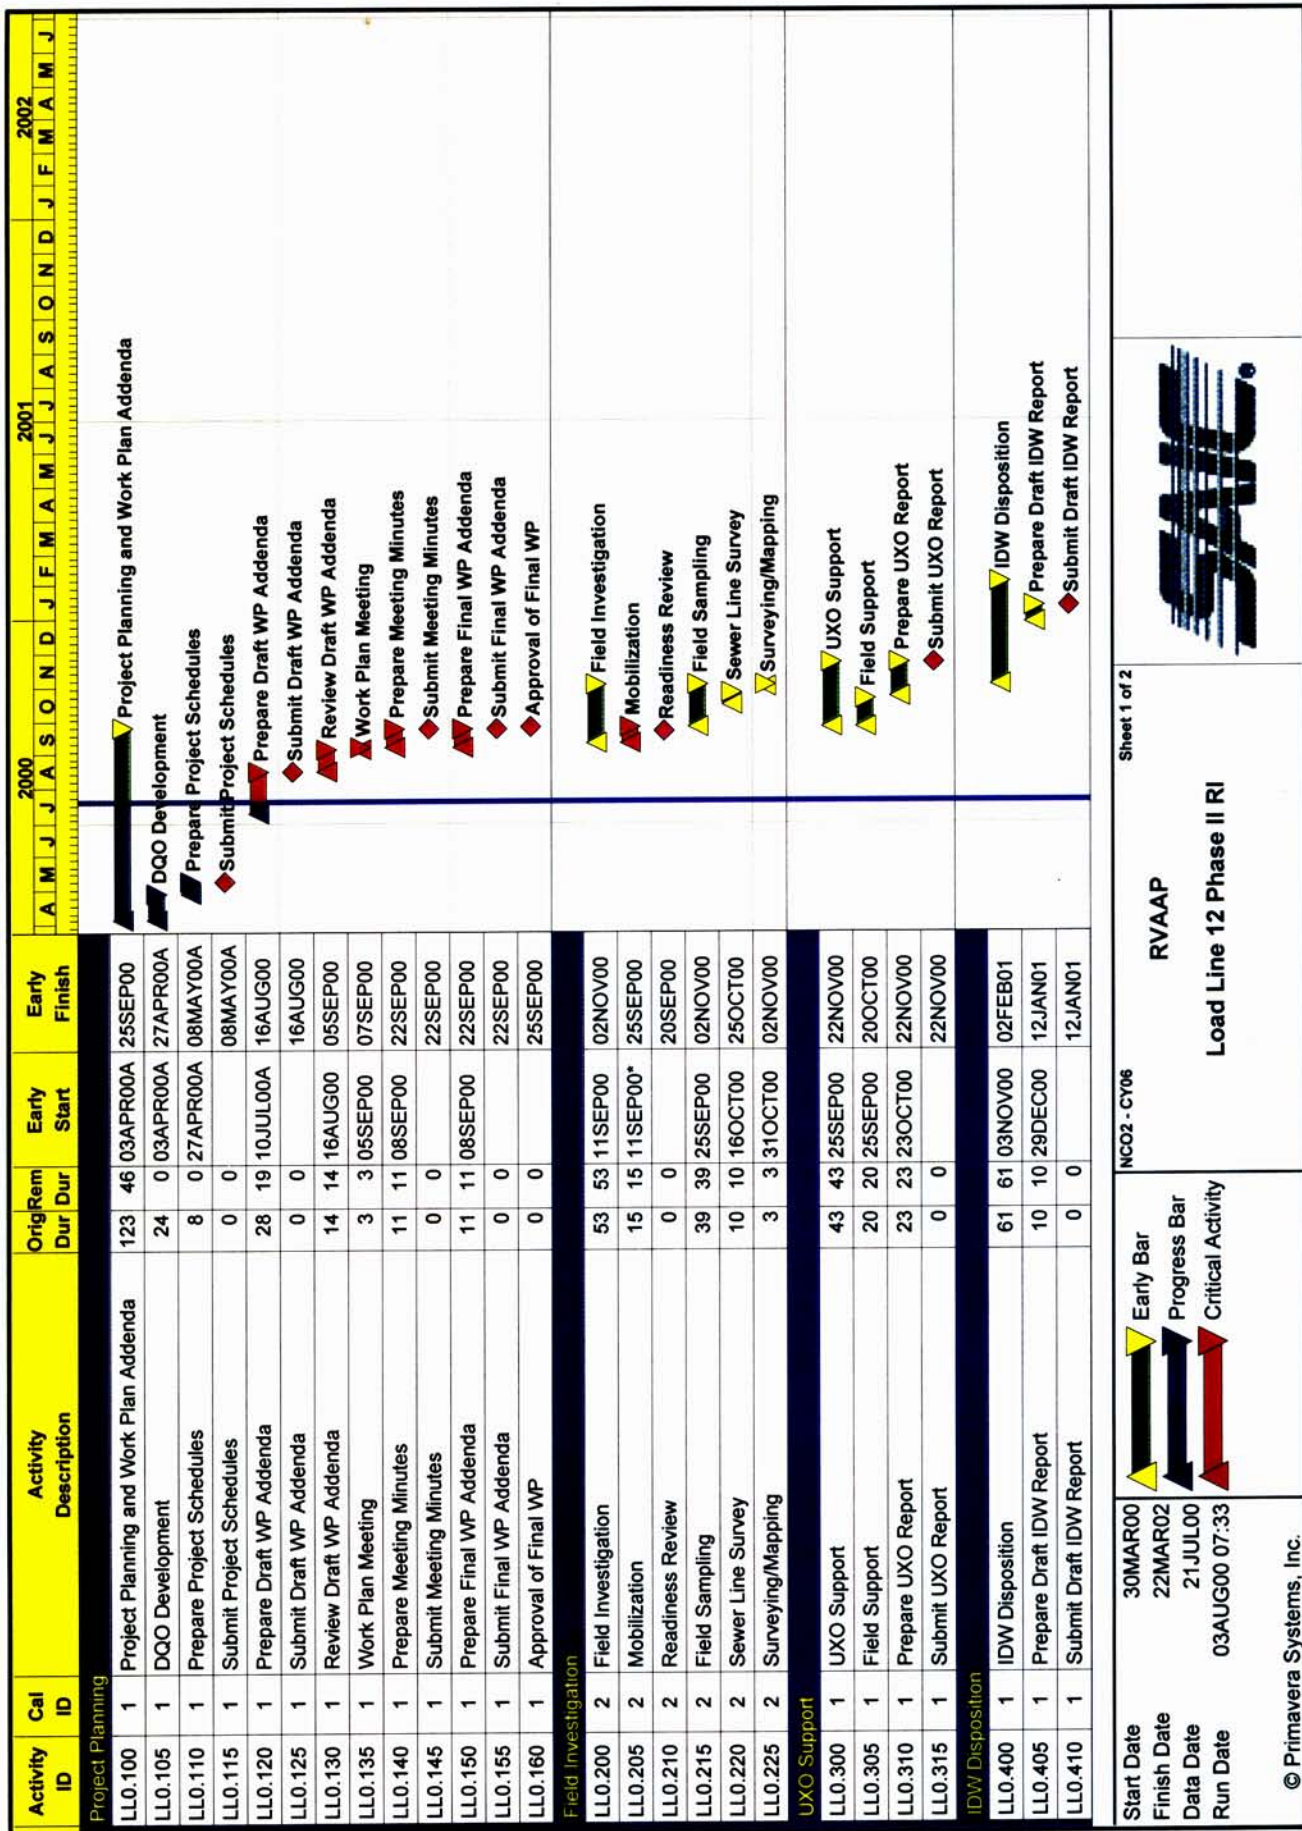 Activity ID Cal ID Activity Description Orig Dur Rem Dur Early Start Early Finish
2000 2001 2002
A M J J A S O N D J F M A M J J A S O N D J F M A M J
Project Planning
LL0.100 1 Project Planning and Work Plan Addenda 123 46 03APR00A 25SEP00 Project Planning and Work Plan Addenda
LL0.105 1 DQO Development 24 0 03APR00A 27APR00A DQO Development
LL0.110 1 Prepare Project Schedules 8 0 27APR00A 08MAY00A Prepare Project Schedules
LL0.115 1 Submit Project Schedules 0 0 08MAY00A Submit Project Schedules
LL0.120 1 Prepare Draft WP Addenda 28 19 10JUL00A 16AUG00 Prepare Draft WP Addenda
LL0.125 1 Submit Draft WP Addenda 0 0 16AUG00 Submit Draft WP Addenda
LL0.130 1 Review Draft WP Addenda 14 14 16AUG00 05SEP00 Review Draft WP Addenda
LL0.135 1 Work Plan Meeting 3 3 05SEP00 07SEP00 Work Plan Meeting
LL0.140 1 Prepare Meeting Minutes 11 11 08SEP00 22SEP00 Prepare Meeting Minutes
LL0.145 1 Submit Meeting Minutes 0 0 22SEP00 Submit Meeting Minutes
LL0.150 1 Prepare Final WP Addenda 11 11 08SEP00 22SEP00 Prepare Final WP Addenda
LL0.155 1 Submit Final WP Addenda 0 0 22SEP00 Submit Final WP Addenda
LL0.160 1 Approval of Final WP 0 0 25SEP00 Approval of Final WP
Field Investigation
LL0.200 2 Field Investigation 53 53 11SEP00 02NOV00 Field Investigation
LL0.205 2 Mobilization 15 15 11SEP00* 25SEP00 Mobilization
LL0.210 2 Readiness Review 0 0 20SEP00 Readiness Review
LL0.215 2 Field Sampling 39 39 25SEP00 02NOV00 Field Sampling
LL0.220 2 Sewer Line Survey 10 10 16OCT00 25OCT00 Sewer Line Survey
LL0.225 2 Surveying/Mapping 3 3 31OCT00 02NOV00 Surveying/Mapping
UXO Support
LL0.300 1 UXO Support 43 43 25SEP00 22NOV00 UXO Support
LL0.305 1 Field Support 20 20 25SEP00 20OCT00 Field Support
LL0.310 1 Prepare UXO Report 23 23 23OCT00 22NOV00 Prepare UXO Report
LL0.315 1 Submit UXO Report 0 0 22NOV00 Submit UXO Report
IDW Disposition
LL0.400 1 IDW Disposition 61 61 03NOV00 02FEB01 IDW Disposition
LL0.405 1 Prepare Draft IDW Report 10 10 29DEC00 12JAN01 Prepare Draft IDW Report
LL0.410 1 Submit Draft IDW Report 0 0 12JAN01 Submit Draft IDW Report
Start Date 30MAR00
Finish Date 22MAR02
Data Date 21JUL00
Run Date 03AUG00 07:33
© Primavera Systems, Inc.
Early Bar
Progress Bar
Critical Activity
NCO2 - CY06
RVAAP
Load Line 12 Phase II RI
Sheet 1 of 2
SAIC